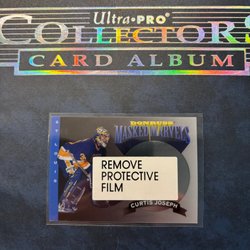 Ultra·PRO®
COLLECTORS
CARD ALBUM
DONRUSS
MASKED MARVELS
REMOVE
PROTECTIVE
FILM
CURTIS JOSEPH